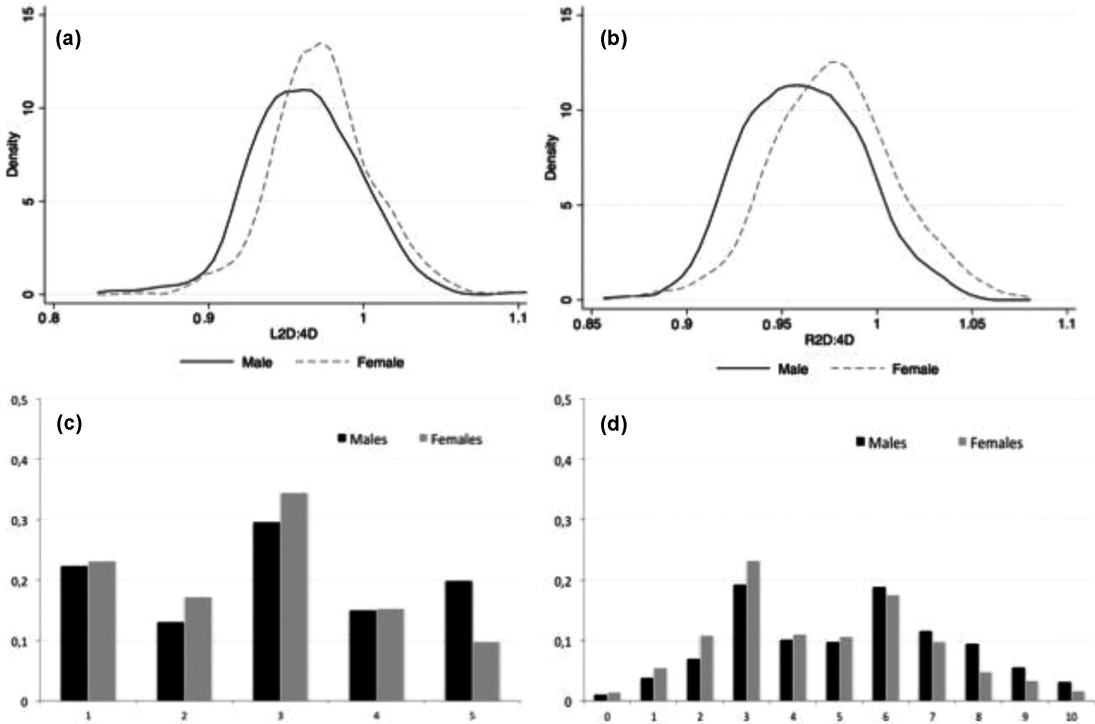 (a)
15
10
5
0
Density
0.8 0.9 1 1.1
L2D:4D
Male Female
(b)
15
10
5
0
Density
0.85 0.9 0.95 1 1.05 1.1
R2D:4D
Male Female
(c)
0,5
0,4
0,3
0,2
0,1
0
Males Females
1 2 3 4 5
(d)
0,5
0,4
0,3
0,2
0,1
0
Males Females
0 1 2 3 4 5 6 7 8 9 10